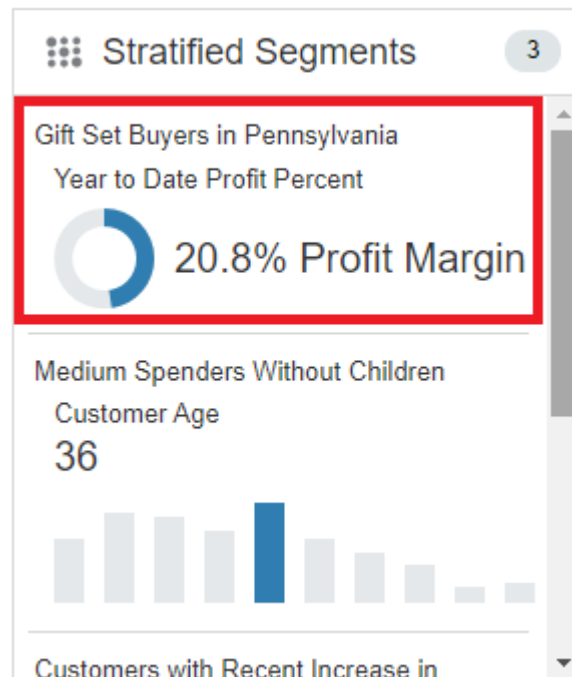 Stratified Segments 3
Gift Set Buyers in Pennsylvania
Year to Date Profit Percent
20.8% Profit Margin
Medium Spenders Without Children
Customer Age
36
Customers with Recent Increase in